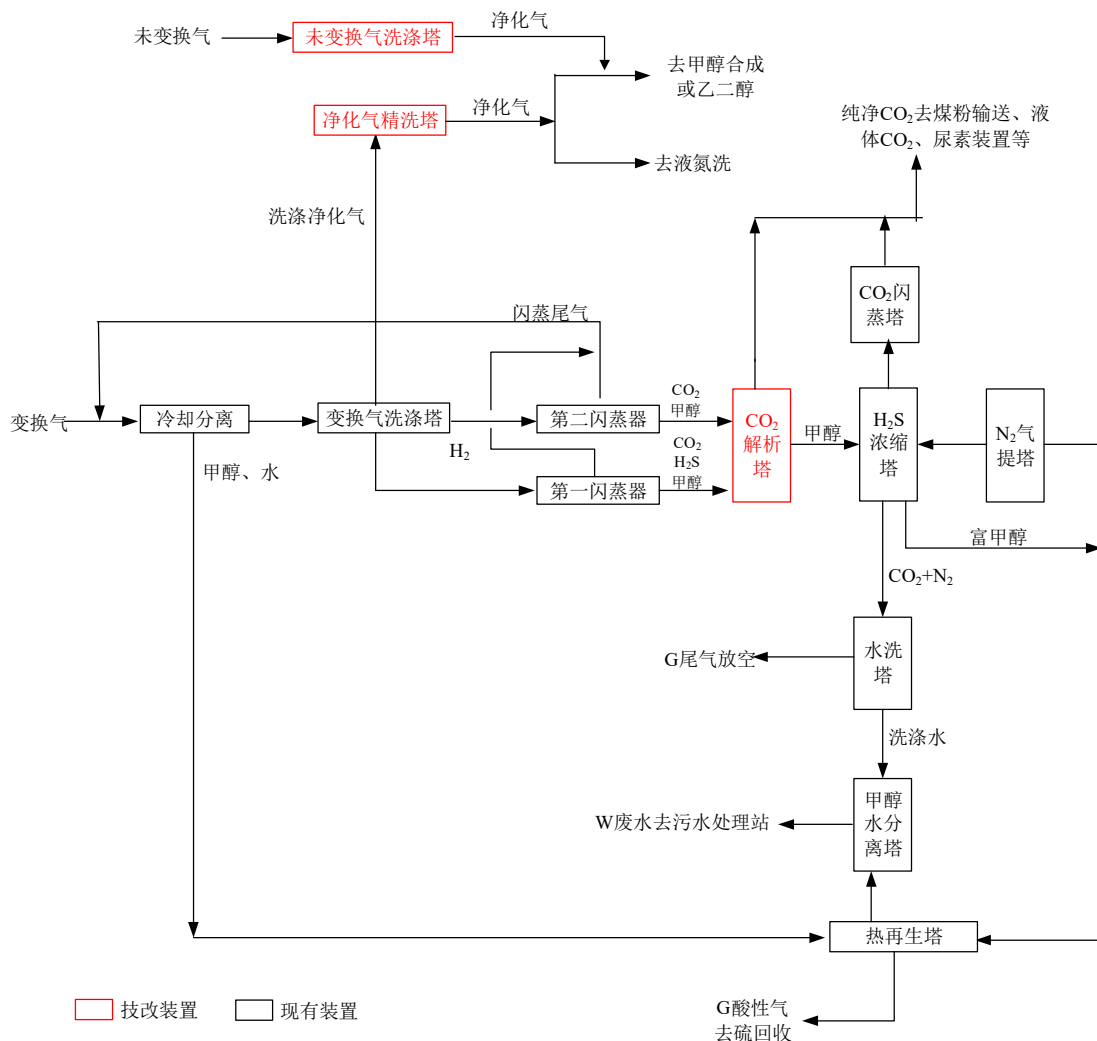 净化气
未变换气
未变换气洗涤塔
去甲醇合成
或乙二醇
净化气
净化气精洗塔
纯净CO₂去煤粉输送、液
体CO₂、尿素装置等
去液氮洗
洗涤净化气
CO₂闪
蒸塔
闪蒸尾气
变换气
冷却分离
变换气洗涤塔
H₂
第二闪蒸器
CO₂
甲醇
第一闪蒸器
CO₂
H₂S
甲醇
CO₂
解析
塔
甲醇
H₂S
浓缩
塔
N₂气
提塔
甲醇、水
富甲醇
CO₂+N₂
G尾气放空
水洗
塔
洗涤水
W废水去污水处理站
甲醇
水分
离塔
热再生塔
技改装置
现有装置
G酸性气
去硫回收